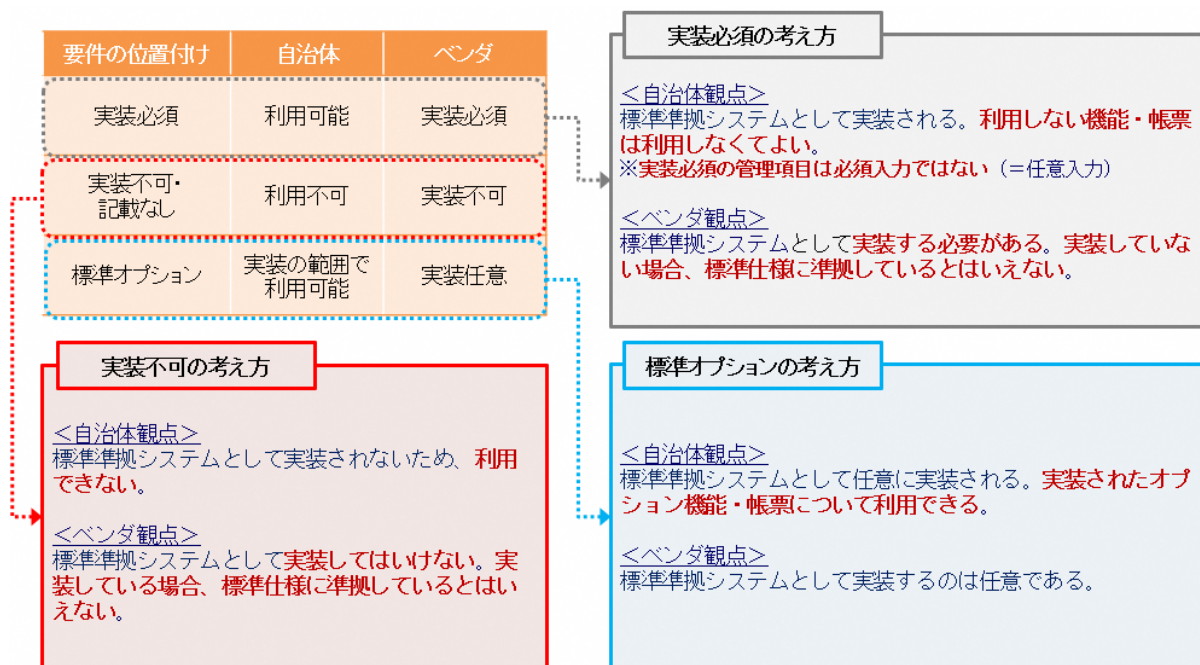 要件の位置付け 自治体 ベンダ
実装必須 利用可能 実装必須
実装不可・
記載なし 利用不可 実装不可
標準オプション 実装の範囲で
利用可能 実装任意
実装必須の考え方
＜自治体観点＞
標準準拠システムとして実装される。利用しない機能・帳票
は利用しなくてよい。
※実装必須の管理項目は必須入力ではない（＝任意入力）
＜ベンダ観点＞
標準準拠システムとして実装する必要がある。実装していな
い場合、標準仕様に準拠しているとはいえない。
実装不可の考え方
＜自治体観点＞
標準準拠システムとして実装されないため、利用
できない。
＜ベンダ観点＞
標準準拠システムとして実装してはいけない。実
装している場合、標準仕様に準拠しているとはい
えない。
標準オプションの考え方
＜自治体観点＞
標準準拠システムとして任意に実装される。実装されたオプ
ション機能・帳票について利用できる。
＜ベンダ観点＞
標準準拠システムとして実装するのは任意である。